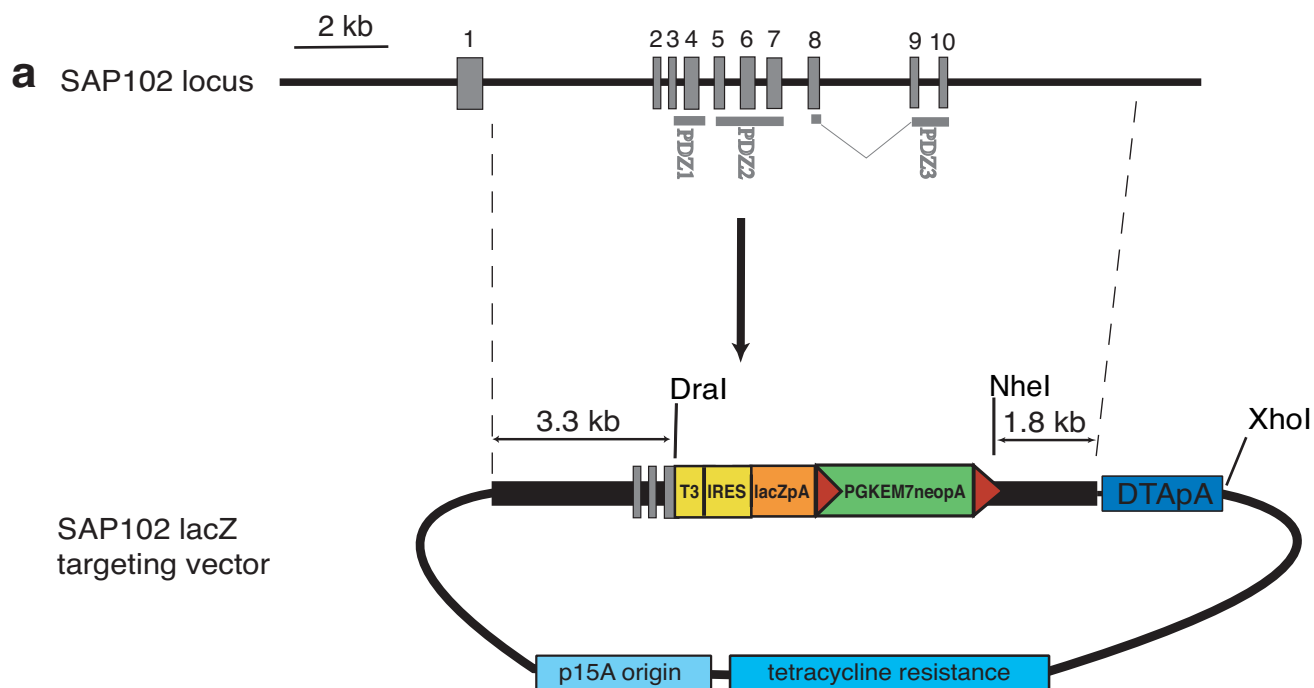 2 kb
1 2 3 4 5 6 7 8 9 10
a SAP102 locus
PDZ1 PDZ2 PDZ3
DraI NheI
3.3 kb 1.8 kb XhoI
T3 IRES lacZpA PGKEM7neopA DTApA
SAP102 lacZ
targeting vector
p15A origin tetracycline resistance